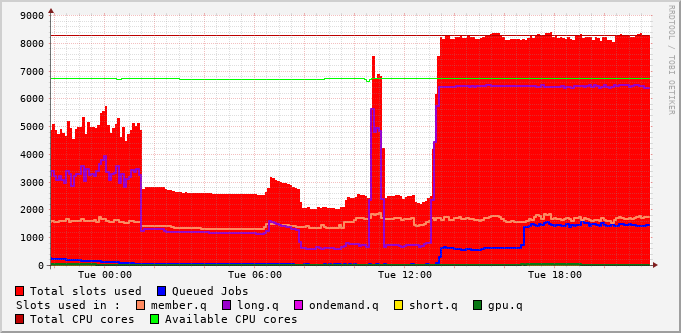 RRDTOOL / TOBI OETIKER
9000
8000
7000
6000
5000
4000
3000
2000
1000
0
Tue 00:00 Tue 06:00 Tue 12:00 Tue 18:00
Total slots used Queued Jobs
Slots used in : member.q long.q ondemand.q short.q gpu.q
Total CPU cores Available CPU cores